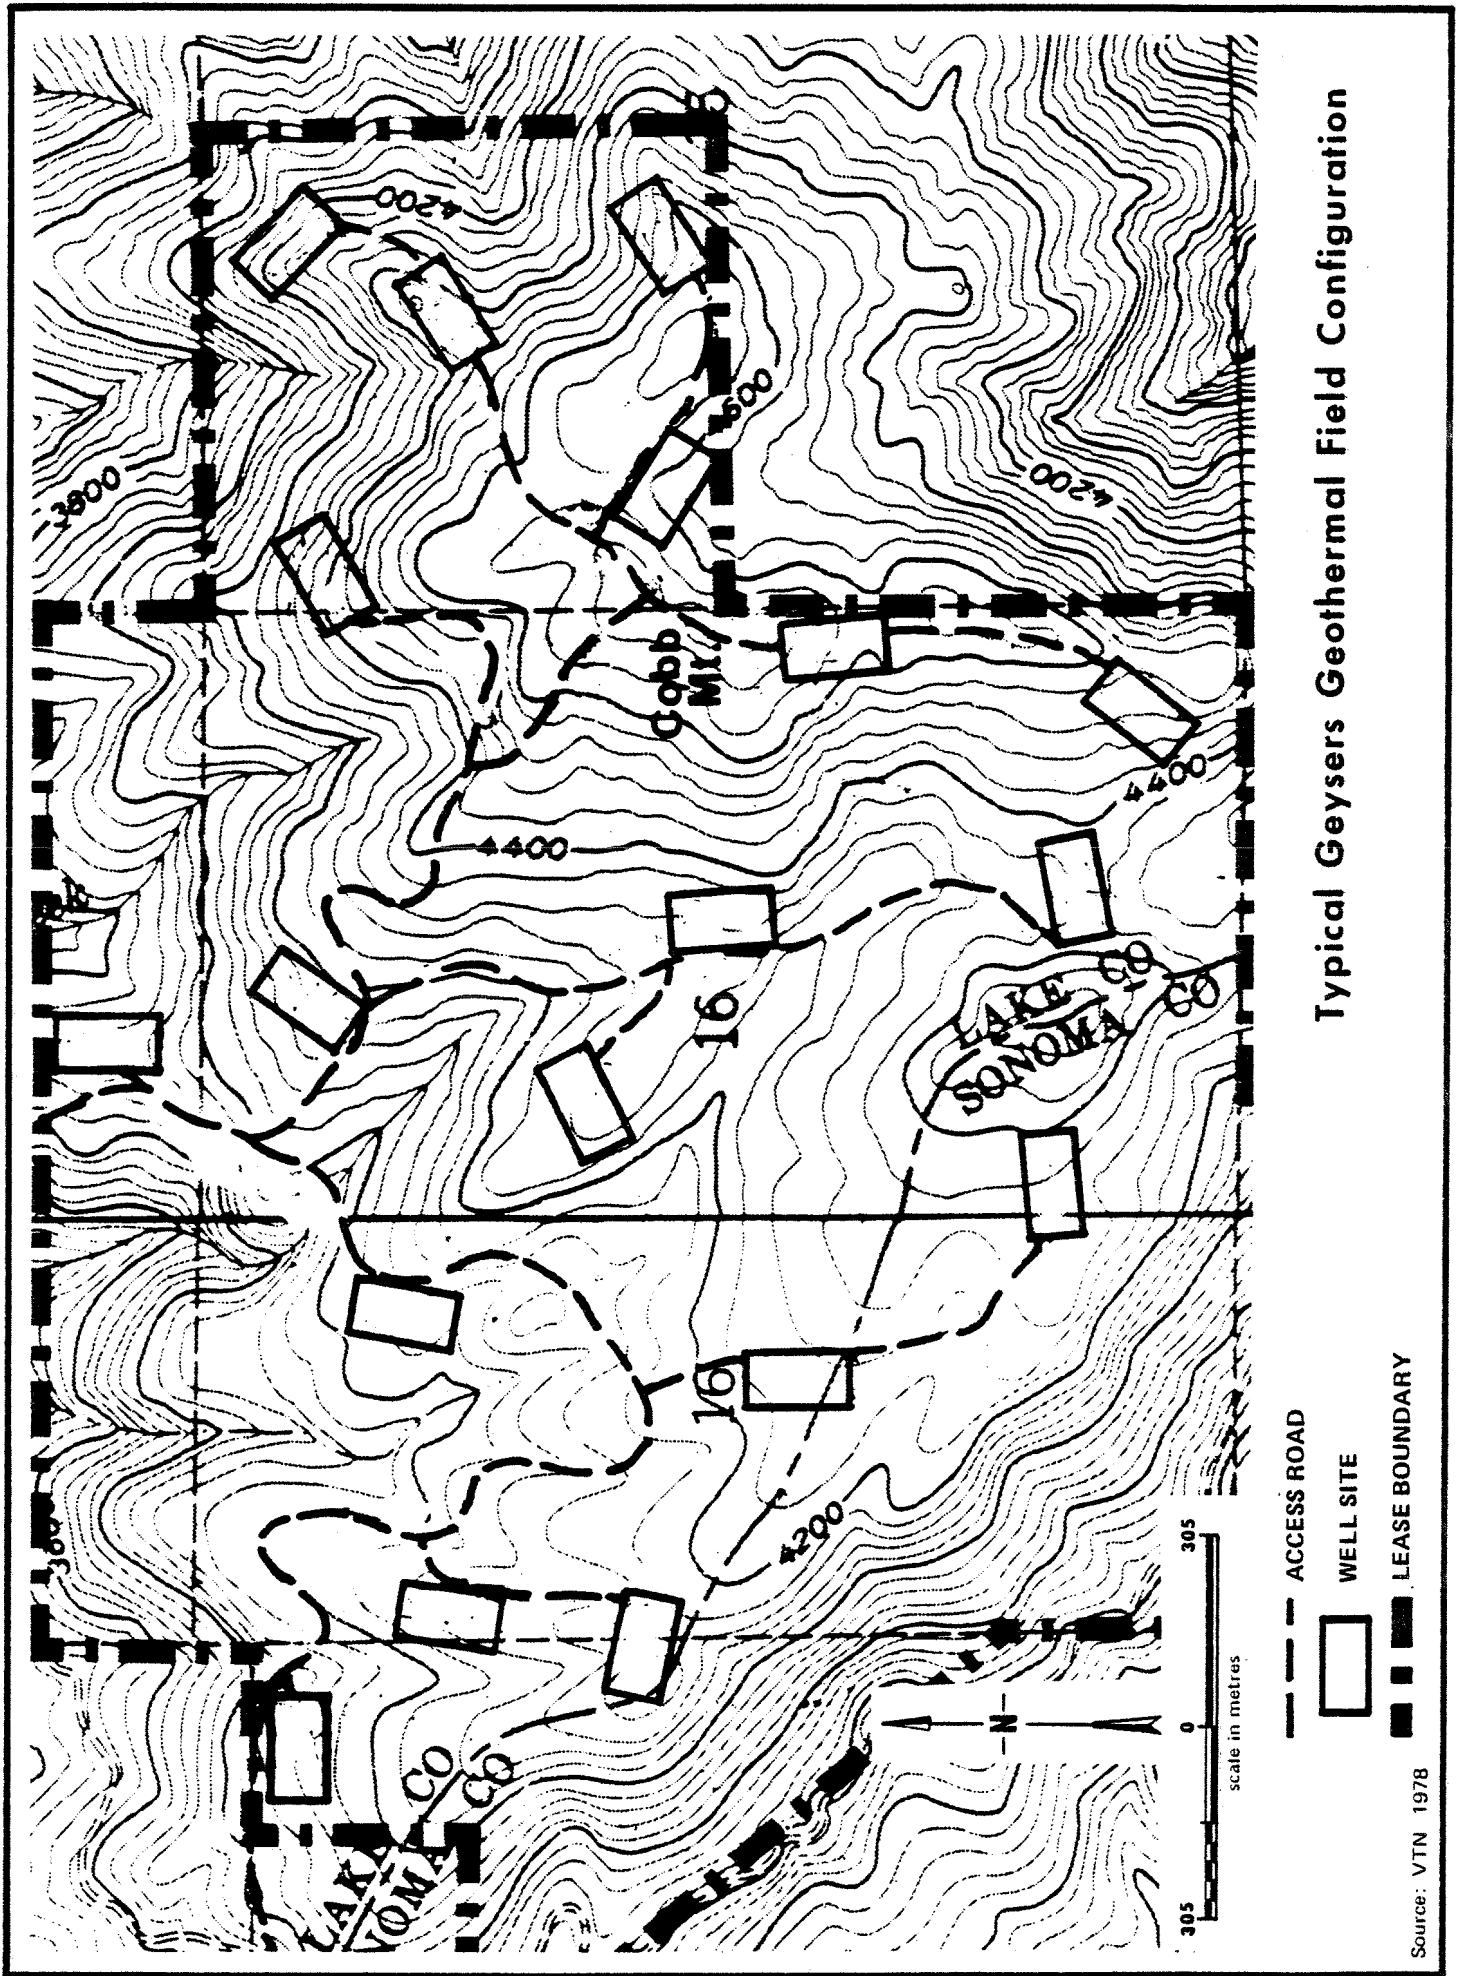 3800
4200
600
4200
Cobb
Mt.
4400
4400
16
LAKE CO
SONOMA CO
16
4200
CO
CO
N
305 0 305
scale in metres
ACCESS ROAD
WELL SITE
LEASE BOUNDARY
Typical Geysers Geothermal Field Configuration
Source: VTN 1978